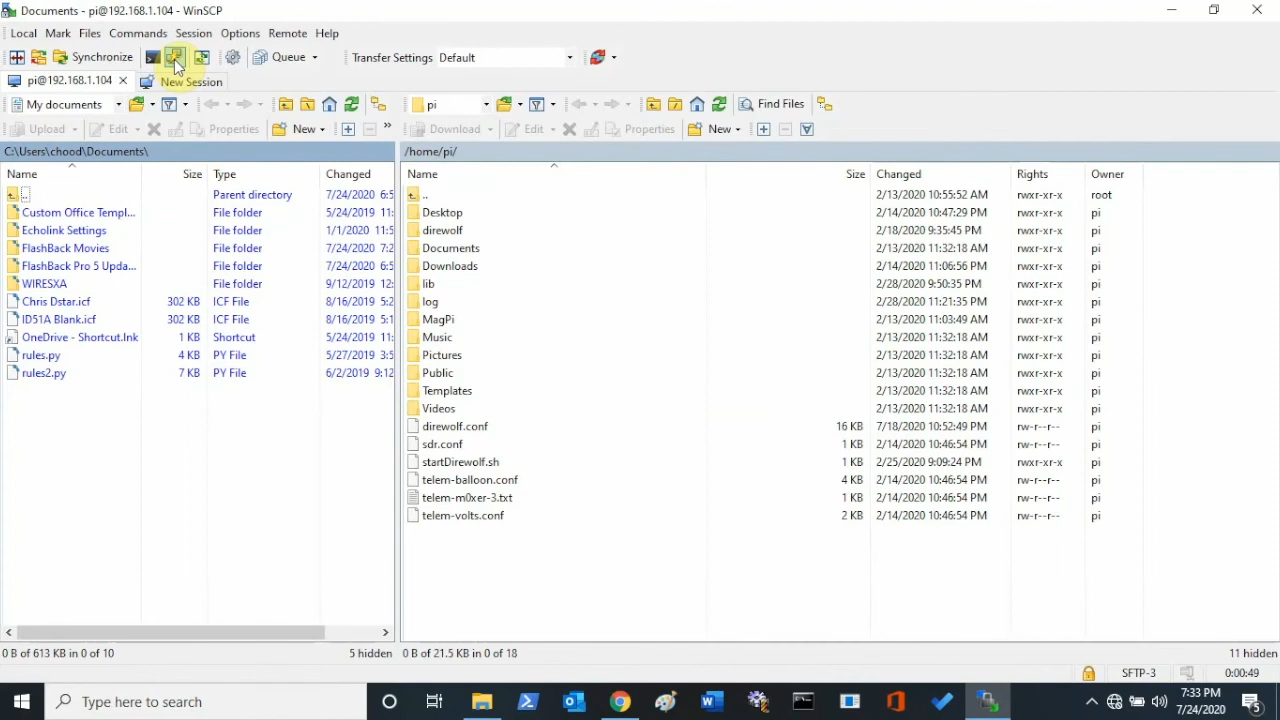 Documents - pi@192.168.1.104 - WinSCP
Local Mark Files Commands Session Options Remote Help
Synchronize Queue Transfer Settings Default
pi@192.168.1.104 New Session
My documents pi Find Files
Upload Edit Properties New Download Edit Properties New
C:\Users\chood\Documents\ /home/pi/
Name Size Type Changed Name Size Changed Rights Owner
.. Parent directory 7/24/2020 6:5 .. 2/13/2020 10:55:52 AM rwxr-xr-x root
Custom Office Templ... File folder 5/24/2019 11: Desktop 2/14/2020 10:47:29 PM rwxr-xr-x pi
Echolink Settings File folder 1/1/2020 11:5 direwolf 2/18/2020 9:35:45 PM rwxr-xr-x pi
FlashBack Movies File folder 7/24/2020 7:2 Documents 2/13/2020 11:32:18 AM rwxr-xr-x pi
FlashBack Pro 5 Upda... File folder 7/24/2020 6:5 Downloads 2/14/2020 11:06:56 PM rwxr-xr-x pi
WIRESXA File folder 9/12/2019 12: lib 2/28/2020 9:50:35 PM rwxr-xr-x pi
Chris Dstar.icf 302 KB ICF File 8/16/2019 5:2 log 2/28/2020 11:21:35 PM rwxr-xr-x pi
ID51A Blank.icf 302 KB ICF File 8/16/2019 5:1 MagPi 2/13/2020 11:03:49 AM rwxr-xr-x pi
OneDrive - Shortcut.lnk 1 KB Shortcut 5/24/2019 11: Music 2/13/2020 11:32:18 AM rwxr-xr-x pi
rules.py 4 KB PY File 5/27/2019 3:5 Pictures 2/13/2020 11:32:18 AM rwxr-xr-x pi
rules2.py 7 KB PY File 6/2/2019 9:12 Public 2/13/2020 11:32:18 AM rwxr-xr-x pi
Templates 2/13/2020 11:32:18 AM rwxr-xr-x pi
Videos 2/13/2020 11:32:18 AM rwxr-xr-x pi
direwolf.conf 16 KB 7/18/2020 10:52:49 PM rw-r--r-- pi
sdr.conf 1 KB 2/14/2020 10:46:54 PM rw-r--r-- pi
startDirewolf.sh 1 KB 2/25/2020 9:09:24 PM rwxr-xr-x pi
telem-balloon.conf 4 KB 2/14/2020 10:46:54 PM rw-r--r-- pi
telem-m0xer-3.txt 1 KB 2/14/2020 10:46:54 PM rw-r--r-- pi
telem-volts.conf 2 KB 2/14/2020 10:46:54 PM rw-r--r-- pi
0 B of 613 KB in 0 of 10 5 hidden 0 B of 21.5 KB in 0 of 18 11 hidden
SFTP-3 0:00:49
Type here to search 7:33 PM
7/24/2020 5